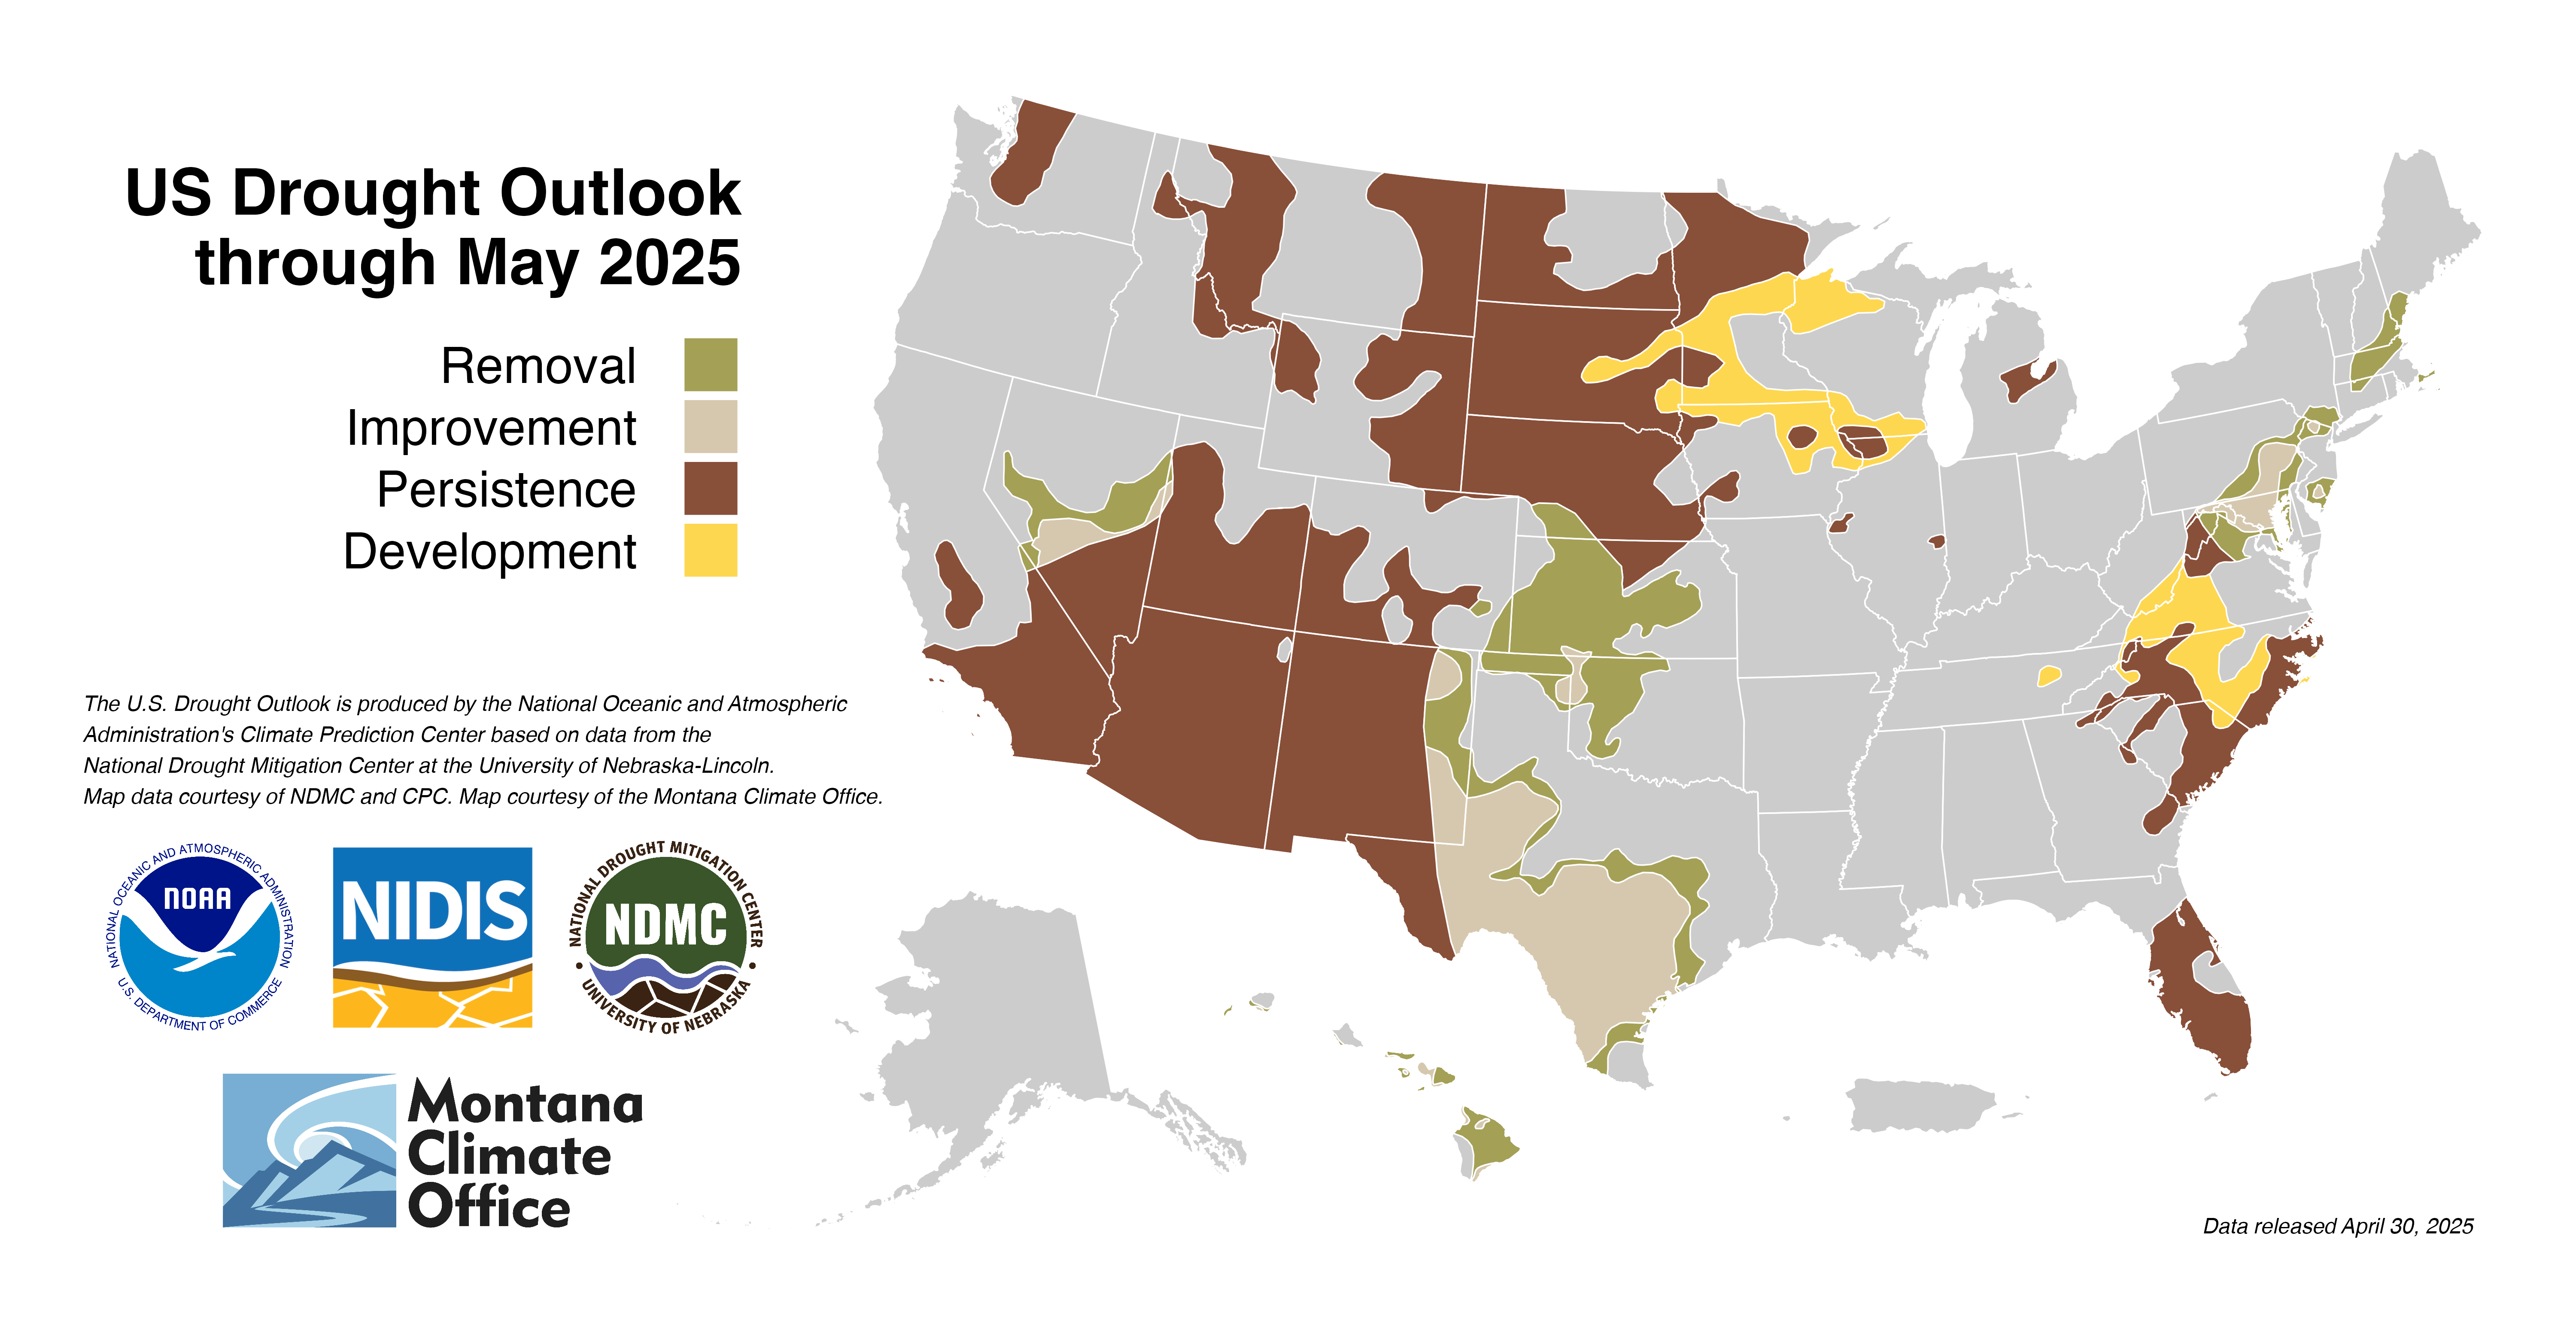 US Drought Outlook
through May 2025
Removal
Improvement
Persistence
Development
The U.S. Drought Outlook is produced by the National Oceanic and Atmospheric
Administration's Climate Prediction Center based on data from the
National Drought Mitigation Center at the University of Nebraska-Lincoln.
Map data courtesy of NDMC and CPC. Map courtesy of the Montana Climate Office.
NATIONAL OCEANIC AND ATMOSPHERIC ADMINISTRATION
NOAA
U.S. DEPARTMENT OF COMMERCE
NIDIS
NATIONAL DROUGHT MITIGATION CENTER
NDMC
UNIVERSITY OF NEBRASKA
Montana
Climate
Office
Data released April 30, 2025